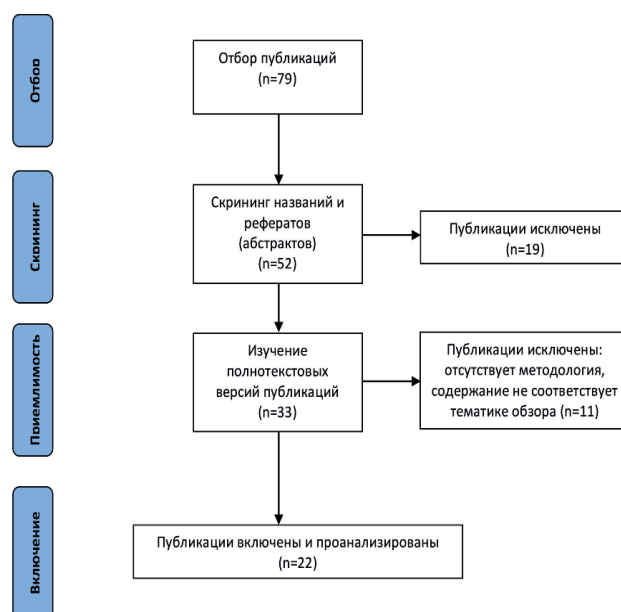 Отбор
Отбор публикаций
(n=79)
Скрининг
Скрининг названий и
рефератов
(абстрактов)
(n=52)
Публикации исключены
(n=19)
Приемлимость
Изучение
полнотекстовых
версий публикаций
(n=33)
Публикации исключены:
отсутствует методология,
содержание не соответствует
тематике обзора (n=11)
Включение
Публикации включены и проанализированы
(n=22)